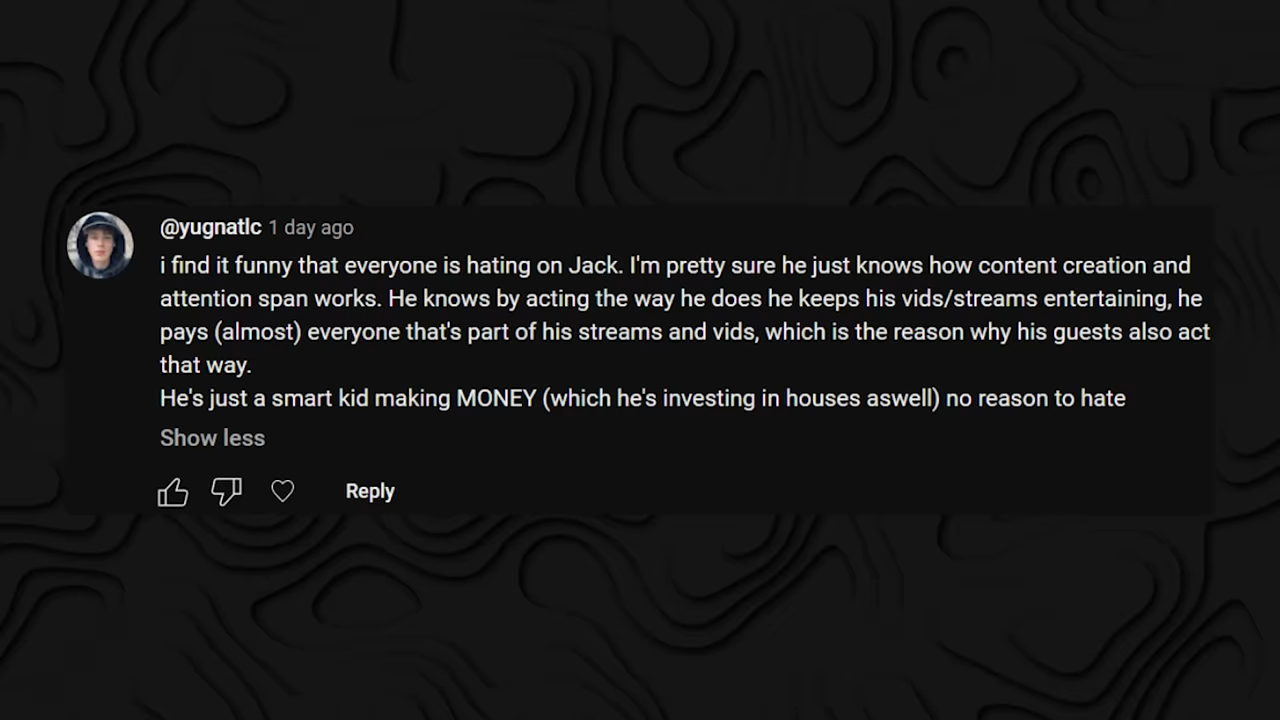 @yugnatlc 1 day ago
i find it funny that everyone is hating on Jack. I'm pretty sure he just knows how content creation and
attention span works. He knows by acting the way he does he keeps his vids/streams entertaining, he
pays (almost) everyone that's part of his streams and vids, which is the reason why his guests also act
that way.
He's just a smart kid making MONEY (which he's investing in houses aswell) no reason to hate
Show less
Reply